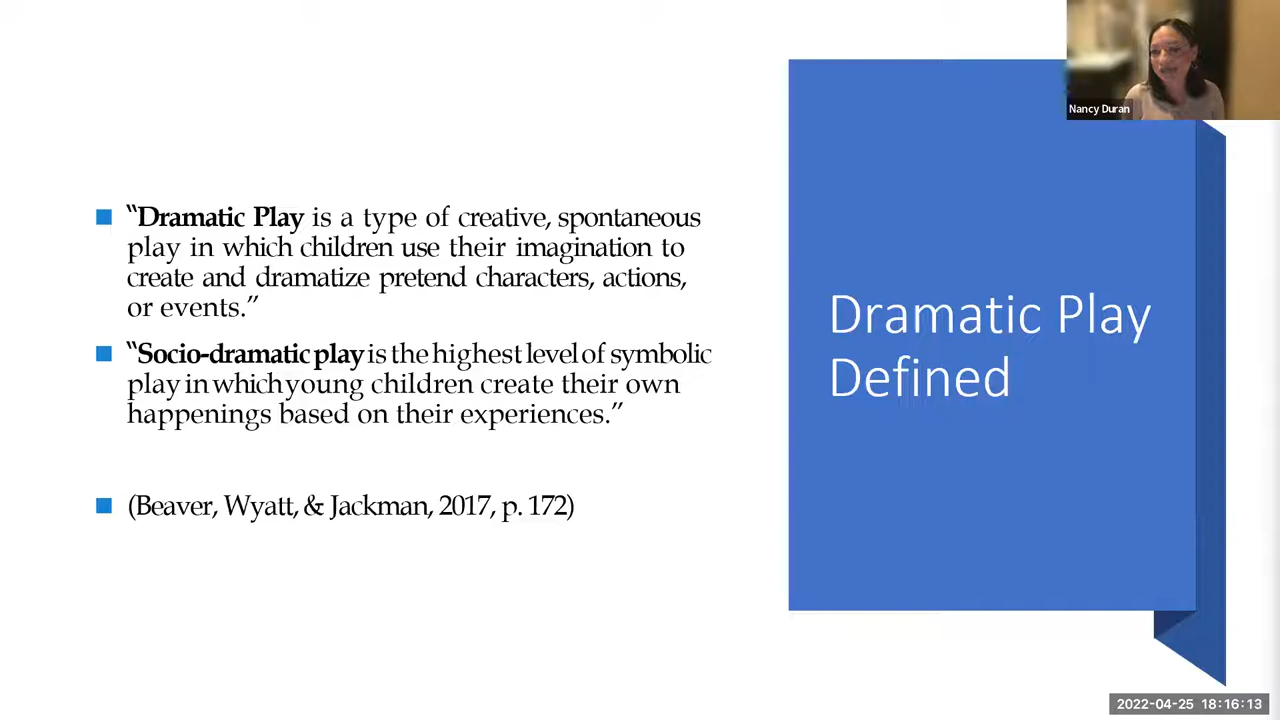 Nancy Duran
"Dramatic Play is a type of creative, spontaneous
play in which children use their imagination to
create and dramatize pretend characters, actions,
or events."
"Socio-dramatic play is the highest level of symbolic
play in which young children create their own
happenings based on their experiences."
(Beaver, Wyatt, & Jackman, 2017, p. 172)
Dramatic Play
Defined
2022-04-25 18:16:13